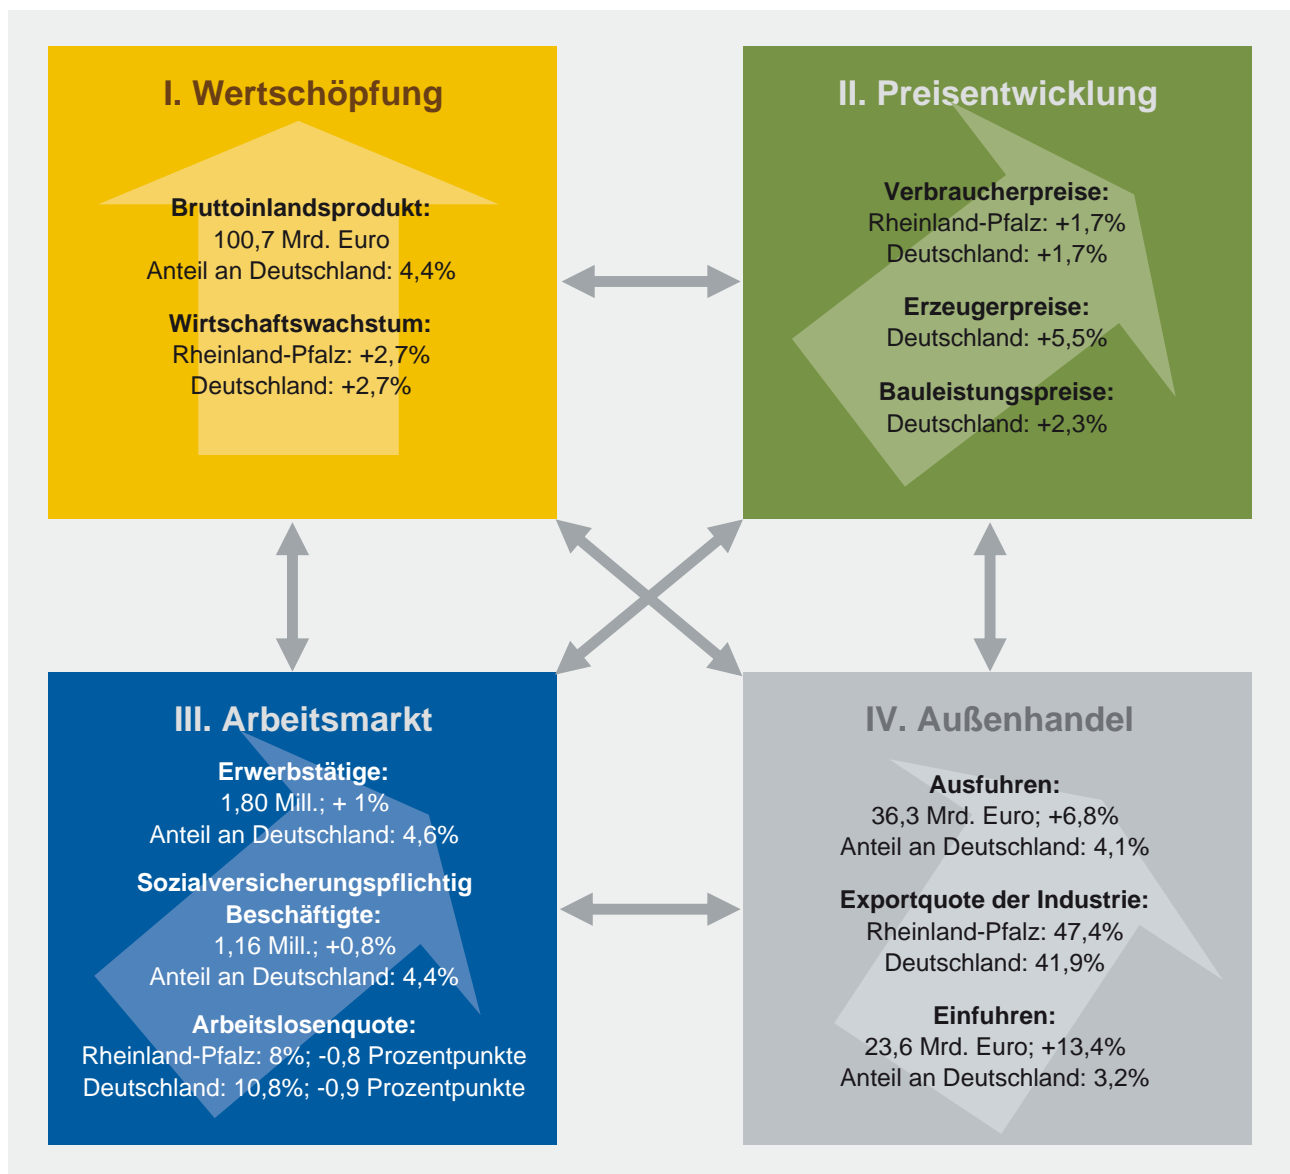 I. Wertschöpfung
Bruttoinlandsprodukt:
100,7 Mrd. Euro
Anteil an Deutschland: 4,4%
Wirtschaftswachstum:
Rheinland-Pfalz: +2,7%
Deutschland: +2,7%
II. Preisentwicklung
Verbraucherpreise:
Rheinland-Pfalz: +1,7%
Deutschland: +1,7%
Erzeugerpreise:
Deutschland: +5,5%
Bauleistungspreise:
Deutschland: +2,3%
III. Arbeitsmarkt
Erwerbstätige:
1,80 Mill.; + 1%
Anteil an Deutschland: 4,6%
Sozialversicherungspflichtig
Beschäftigte:
1,16 Mill.; +0,8%
Anteil an Deutschland: 4,4%
Arbeitslosenquote:
Rheinland-Pfalz: 8%; -0,8 Prozentpunkte
Deutschland: 10,8%; -0,9 Prozentpunkte
IV. Außenhandel
Ausfuhren:
36,3 Mrd. Euro; +6,8%
Anteil an Deutschland: 4,1%
Exportquote der Industrie:
Rheinland-Pfalz: 47,4%
Deutschland: 41,9%
Einfuhren:
23,6 Mrd. Euro; +13,4%
Anteil an Deutschland: 3,2%